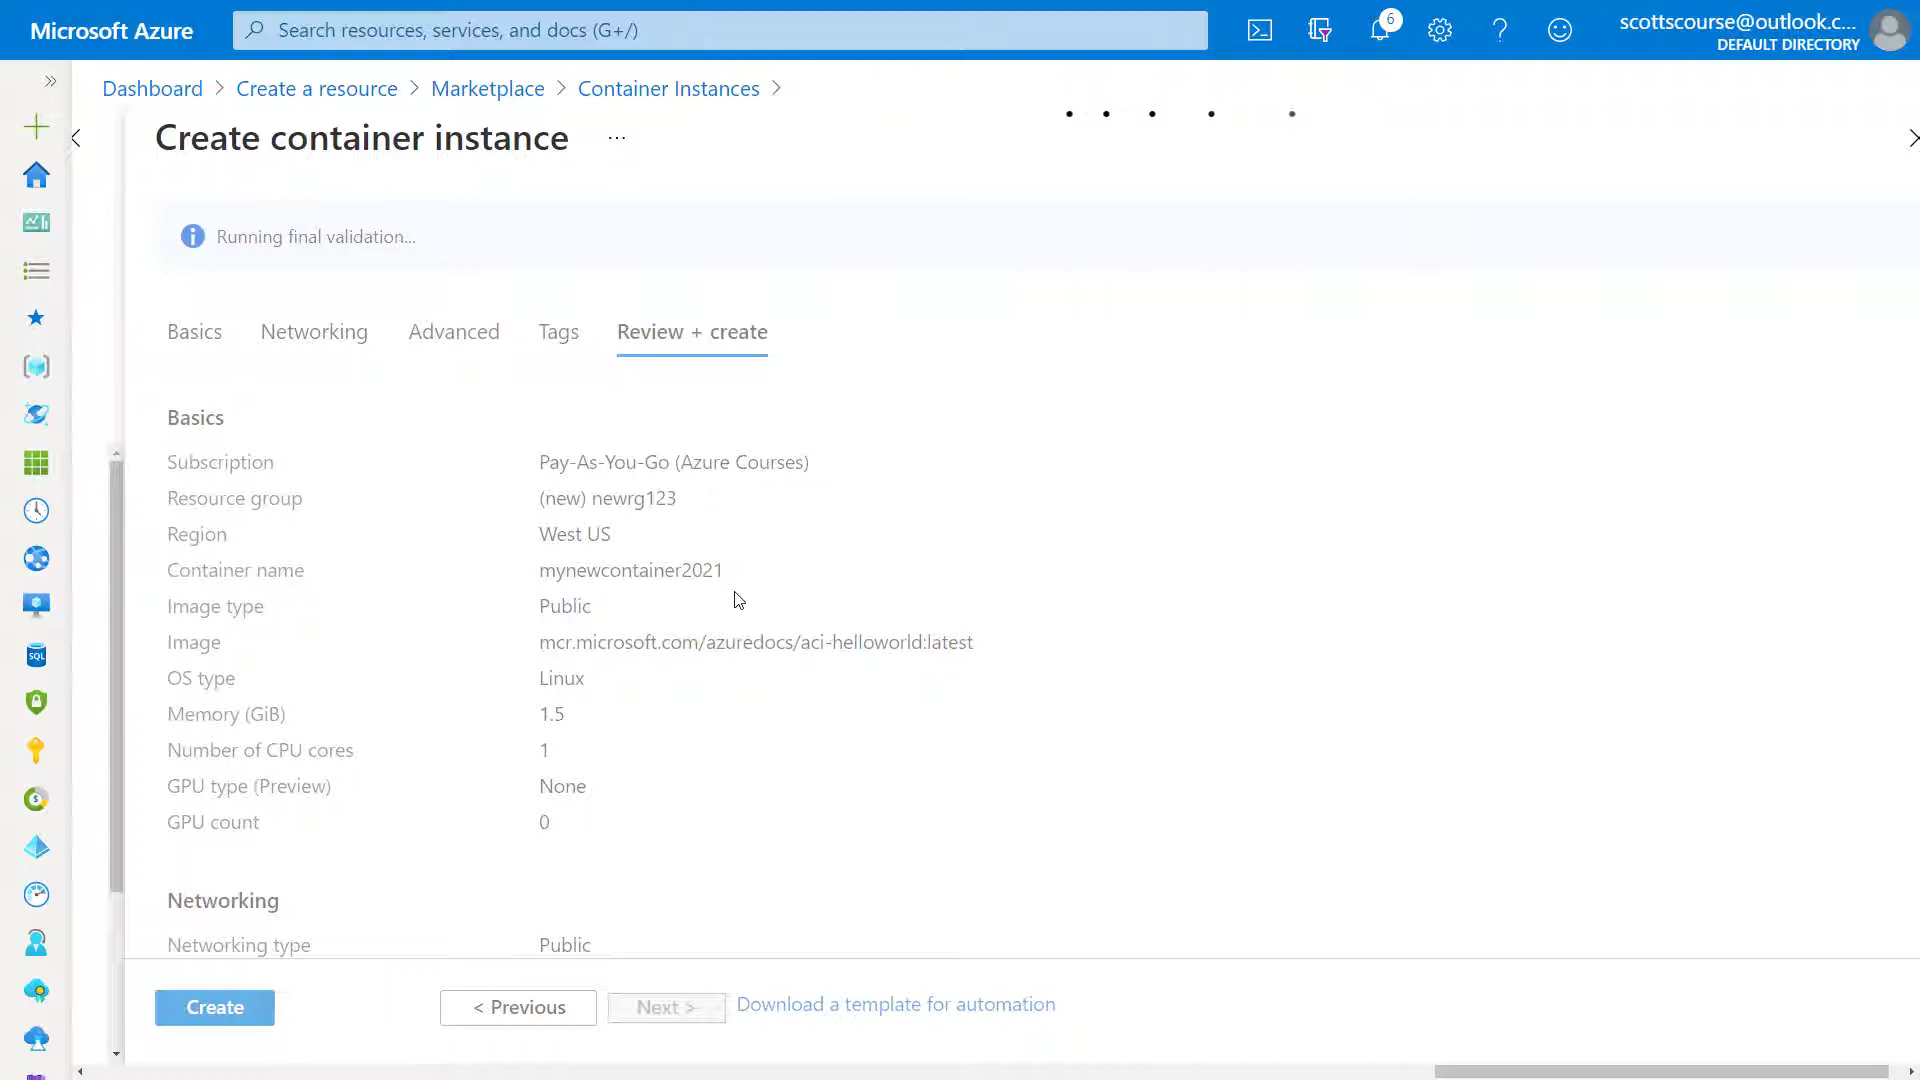 Microsoft Azure
Search resources, services, and docs (G+/)
6
scottscourse@outlook.c...
DEFAULT DIRECTORY
Dashboard > Create a resource > Marketplace > Container Instances >
Create container instance ...
Running final validation...
Basics
Networking
Advanced
Tags
Review + create
Basics
Subscription Pay-As-You-Go (Azure Courses)
Resource group (new) newrg123
Region West US
Container name mynewcontainer2021
Image type Public
Image mcr.microsoft.com/azuredocs/aci-helloworld:latest
OS type Linux
Memory (GiB) 1.5
Number of CPU cores 1
GPU type (Preview) None
GPU count 0
Networking
Networking type Public
Create
< Previous
Next >
Download a template for automation
SQL